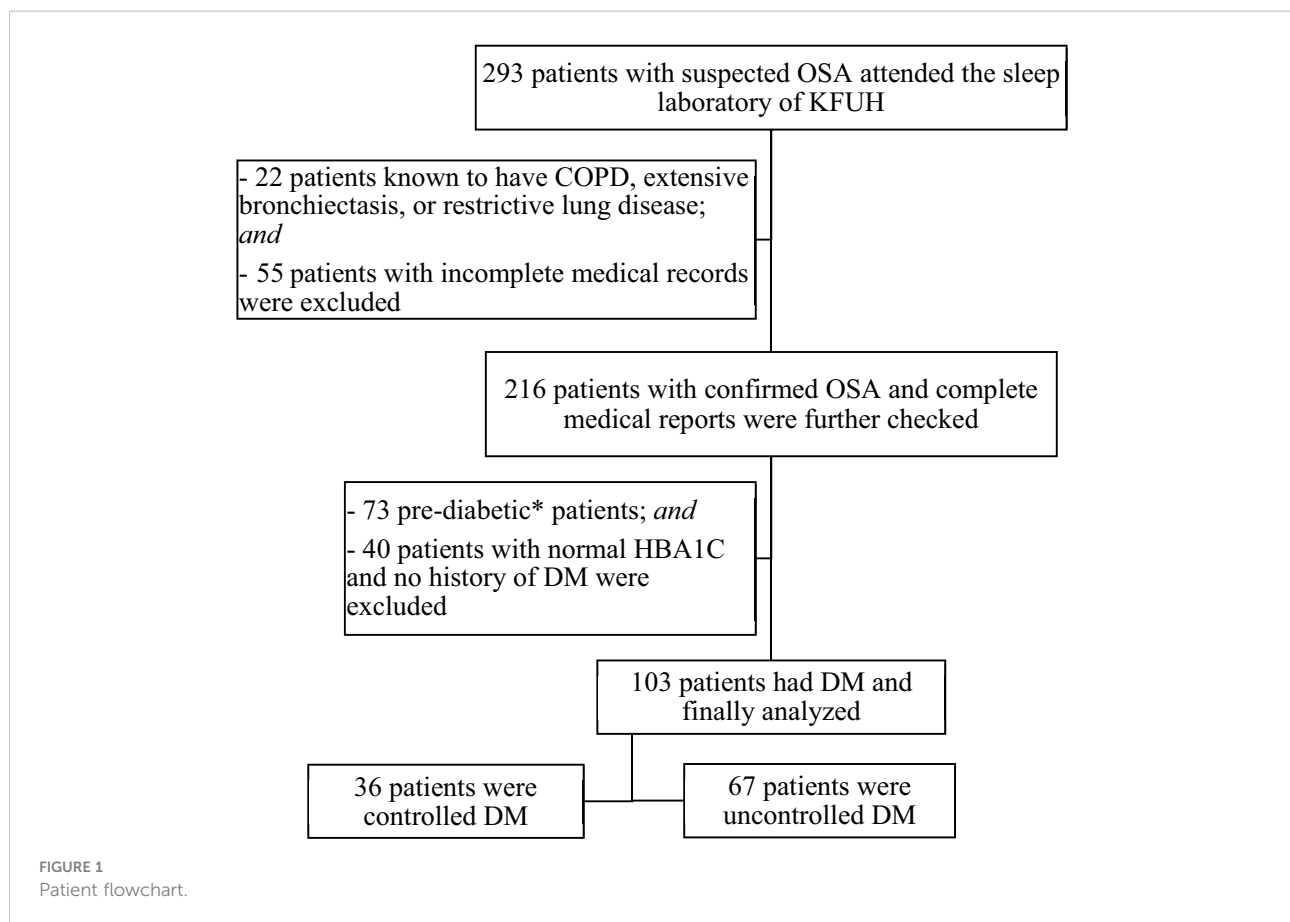 293 patients with suspected OSA attended the sleep
laboratory of KFUH
- 22 patients known to have COPD, extensive
bronchiectasis, or restrictive lung disease;
and
- 55 patients with incomplete medical records
were excluded
216 patients with confirmed OSA and complete
medical reports were further checked
- 73 pre-diabetic* patients; and
- 40 patients with normal HBA1C
and no history of DM were
excluded
103 patients had DM and
finally analyzed
36 patients were
controlled DM
67 patients were
uncontrolled DM
FIGURE 1
Patient flowchart.